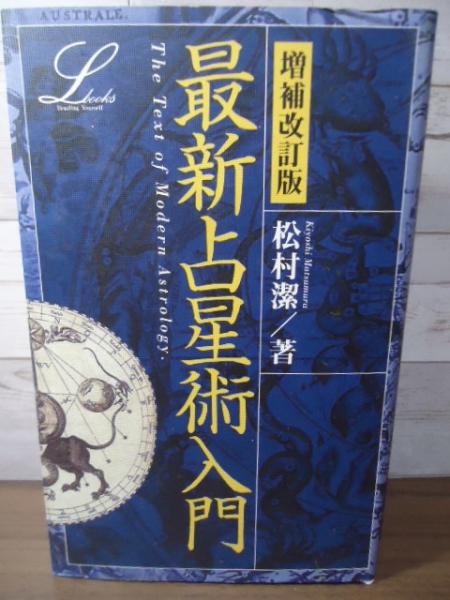 AUSTRALE.
L books
Trading Yourself
増補改訂版
Kiyoshi Matsumura
松村潔／著
最新占星術入門
The Text of Modern Astrology.